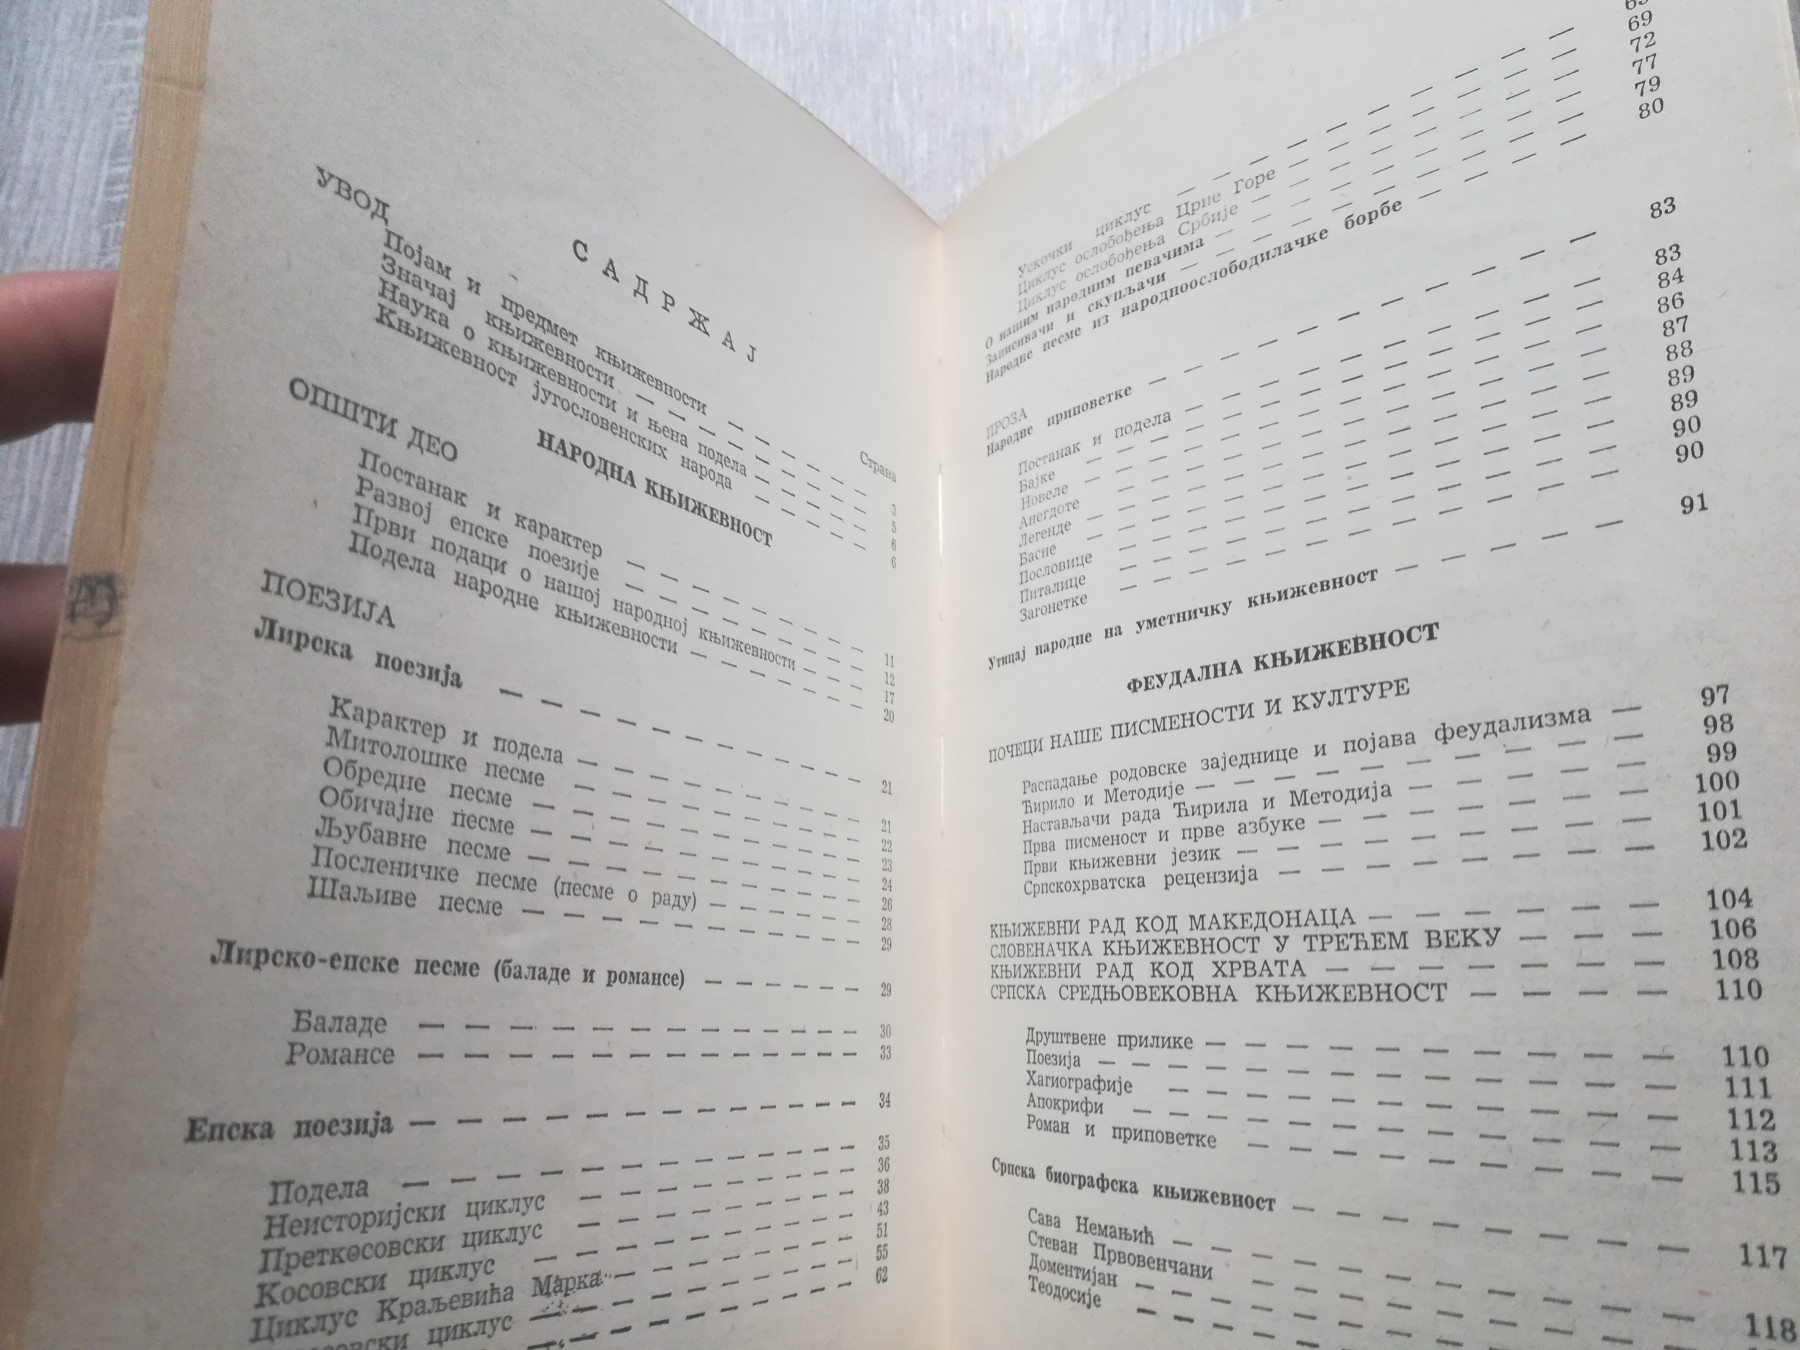 САДРЖАЈ
Страна
УВОД
Појам и предмет књижевности — — — — — — 3
Значај књижевности — — — — — — — 5
Наука о књижевности и њена подела — — — — 6
Књижевност југословенских народа — — — — 6
НАРОДНА КЊИЖЕВНОСТ
ОПШТИ ДЕО
Постанак и карактер — — — — — — — 11
Развој епске поезије — — — — — — — 12
Први подаци о нашој народној књижевности — — 17
Подела народне књижевности — — — — — — 20
ПОЕЗИЈА
Лирска поезија — — — — — — — — — — — 21
Карактер и подела — — — — — — — — — 21
Митолошке песме — — — — — — — — — 22
Обредне песме — — — — — — — — — — 23
Обичајне песме — — — — — — — — — — 24
Љубавне песме — — — — — — — — — — 26
Посленичке песме (песме о раду) — — — — — — 28
Шаљиве песме — — — — — — — — — — — 29
Лирско-епске песме (баладе и романсе) — — — — — — 29
Баладе — — — — — — — — — — — — — 30
Романсе — — — — — — — — — — — — — 33
Епска поезија — — — — — — — — — — — — — 34
Подела — — — — — — — — — — — — 35
Неисторијски циклус — — — — — — — — 36
Преткосовски циклус — — — — — — — — 38
Косовски циклус — — — — — — — — — 43
Циклус Краљевића Марка — — — — — — — 51
циклус — — — — — — — — 55
62
69
72
77
79
80
Ускочки циклус — — — — — — — — — —
Циклус ослобођења Црне Горе — — — — — — —
Циклус ослобођења Србије — — — — — — — —
О нашим народним певачима — — — — — — — —
Записивачи и скупљачи — — — — — — — — — —
Народне песме из народноослободилачке борбе — — — —
ПРОЗА
Народне приповетке — — — — — — — — — — — — 83
Постанак и подела — — — — — — — — — — — 83
Бајке — — — — — — — — — — — — — — 84
Новеле — — — — — — — — — — — — — — 86
Анегдоте — — — — — — — — — — — — — 87
Легенде — — — — — — — — — — — — — — 88
Басне — — — — — — — — — — — — — — 89
Пословице — — — — — — — — — — — — — 89
Питалице — — — — — — — — — — — — — 90
Загонетке — — — — — — — — — — — — — 90
Утицај народне на уметничку књижевност — — — — — — 91
ФЕУДАЛНА КЊИЖЕВНОСТ
ПОЧЕЦИ НАШЕ ПИСМЕНОСТИ И КУЛТУРЕ
Распадање родовске заједнице и појава феудализма — 97
Ћирило и Методије — — — — — — — — — — 98
Настављачи рада Ћирила и Методија — — — — — — 99
Прва писменост и прве азбуке — — — — — — — — 100
Први књижевни језик — — — — — — — — — — 101
Српскохрватска рецензија — — — — — — — — — 102
КЊИЖЕВНИ РАД КОД МАКЕДОНАЦА — — — — — — — — 104
СЛОВЕНАЧКА КЊИЖЕВНОСТ У ТРЕЋЕМ ВЕКУ — — — — 106
КЊИЖЕВНИ РАД КОД ХРВАТА — — — — — — — — 108
СРПСКА СРЕДЊОВЕКОВНА КЊИЖЕВНОСТ — — — — — 110
Друштвене прилике — — — — — — — — — — — 110
Поезија — — — — — — — — — — — — — — 111
Хагиографије — — — — — — — — — — — — 112
Апокрифи — — — — — — — — — — — — — 113
Роман и приповетке — — — — — — — — — — — 115
Српска биографска књижевност — — — — — — — — — — 117
Сава Немањић — — — — — — — — — — — — 118
Стеван Првовенчани — — — — — — — — —
Доментијан — — — — — — — — — —
Теодосије — — — —